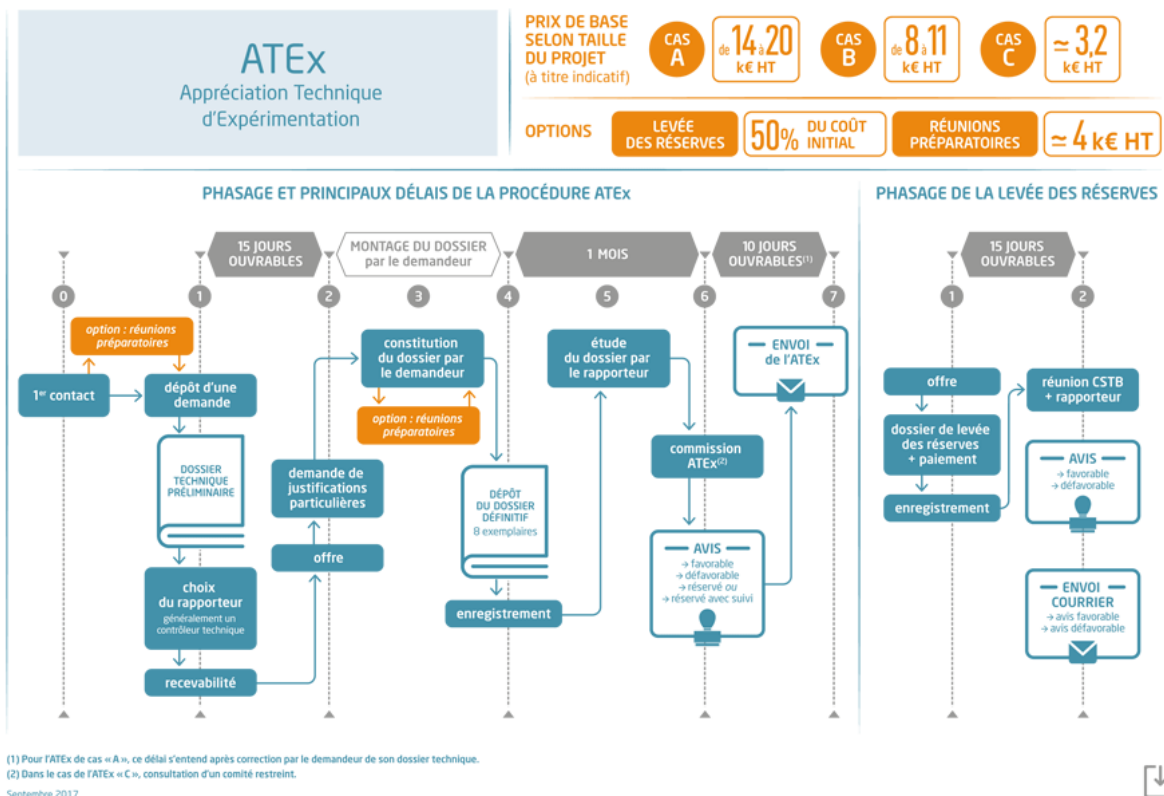 ATEx
Appréciation Technique
d'Expérimentation
PRIX DE BASE
SELON TAILLE
DU PROJET
(à titre indicatif)
CAS
A
de 14 à 20
k€ HT
CAS
B
de 8 à 11
k€ HT
CAS
C
≃ 3,2
k€ HT
OPTIONS
LEVÉE
DES RÉSERVES
50% DU COÛT
INITIAL
RÉUNIONS
PRÉPARATOIRES
≃ 4 k€ HT
PHASAGE ET PRINCIPAUX DÉLAIS DE LA PROCÉDURE ATEx
15 JOURS
OUVRABLES
MONTAGE DU DOSSIER
par le demandeur
1 MOIS
10 JOURS
OUVRABLES(1)
0
1
2
3
4
5
6
7
option : réunions
préparatoires
1er contact
dépôt d'une
demande
DOSSIER
TECHNIQUE
PRÉLIMINAIRE
choix
du rapporteur
généralement un
contrôleur technique
recevabilité
offre
demande de
justifications
particulières
constitution
du dossier par
le demandeur
option : réunions
préparatoires
DÉPÔT
DU DOSSIER
DÉFINITIF
8 exemplaires
enregistrement
étude
du dossier par
le rapporteur
commission
ATEx(2)
AVIS
→ favorable
→ défavorable
→ réservé ou
→ réservé avec suivi
ENVOI
de l'ATEx
PHASAGE DE LA LEVÉE DES RÉSERVES
15 JOURS
OUVRABLES
1
2
offre
dossier de levée
des réserves
+ paiement
enregistrement
réunion CSTB
+ rapporteur
AVIS
→ favorable
→ défavorable
ENVOI
COURRIER
→ avis favorable
→ avis défavorable
(1) Pour l'ATEx de cas « A », ce délai s'entend après correction par le demandeur de son dossier technique.
(2) Dans le cas de l'ATEx « C », consultation d'un comité restreint.
Septembre 2017